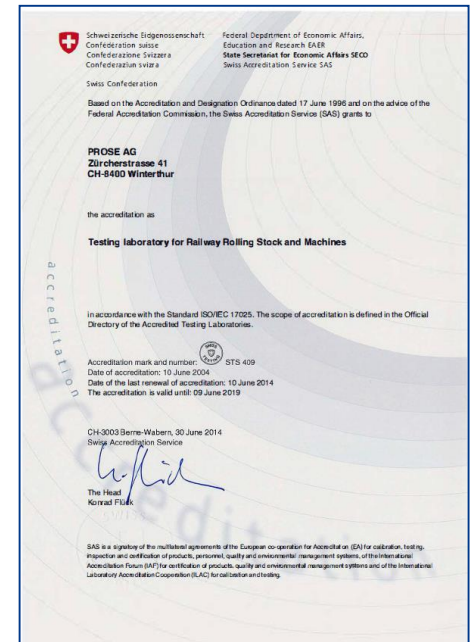 Schweizerische Eidgenossenschaft
Confédération suisse
Confederazione Svizzera
Confederaziun svizra
Swiss Confederation
Federal Department of Economic Affairs,
Education and Research EAER
State Secretariat for Economic Affairs SECO
Swiss Accreditation Service SAS
Based on the Accreditation and Designation Ordinance dated 17 June 1996 and on the advice of the
Federal Accreditation Commission, the Swiss Accreditation Service (SAS) grants to
PROSE AG
Zürcherstrasse 41
CH-8400 Winterthur
the accreditation as
Testing laboratory for Railway Rolling Stock and Machines
in accordance with the Standard ISO/IEC 17025. The scope of accreditation is defined in the Official
Directory of the Accredited Testing Laboratories.
Accreditation mark and number: STS 409
Date of accreditation: 10 June 2004
Date of the last renewal of accreditation: 10 June 2014
The accreditation is valid until: 09 June 2019
CH-3003 Berne-Wabern, 30 June 2014
Swiss Accreditation Service
The Head
Konrad Flück
SAS is a signatory of the multilateral agreements of the European co-operation for Accreditation (EA) for calibration, testing,
inspection and certification of products, personnel, quality and environmental management systems, of the International
Accreditation Forum (IAF) for certification of products, quality and environmental management systems and of the International
Laboratory Accreditation Cooperation (ILAC) for calibration and testing.
accreditation
accreditation